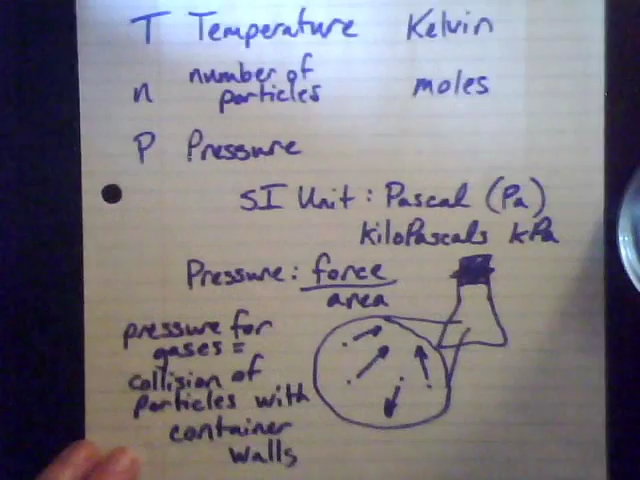 T Temperature Kelvin
n number of particles moles
P Pressure
SI Unit: Pascal (Pa)
kiloPascals kPa
Pressure: force
area
pressure for
gases =
collision of
particles with
container
walls